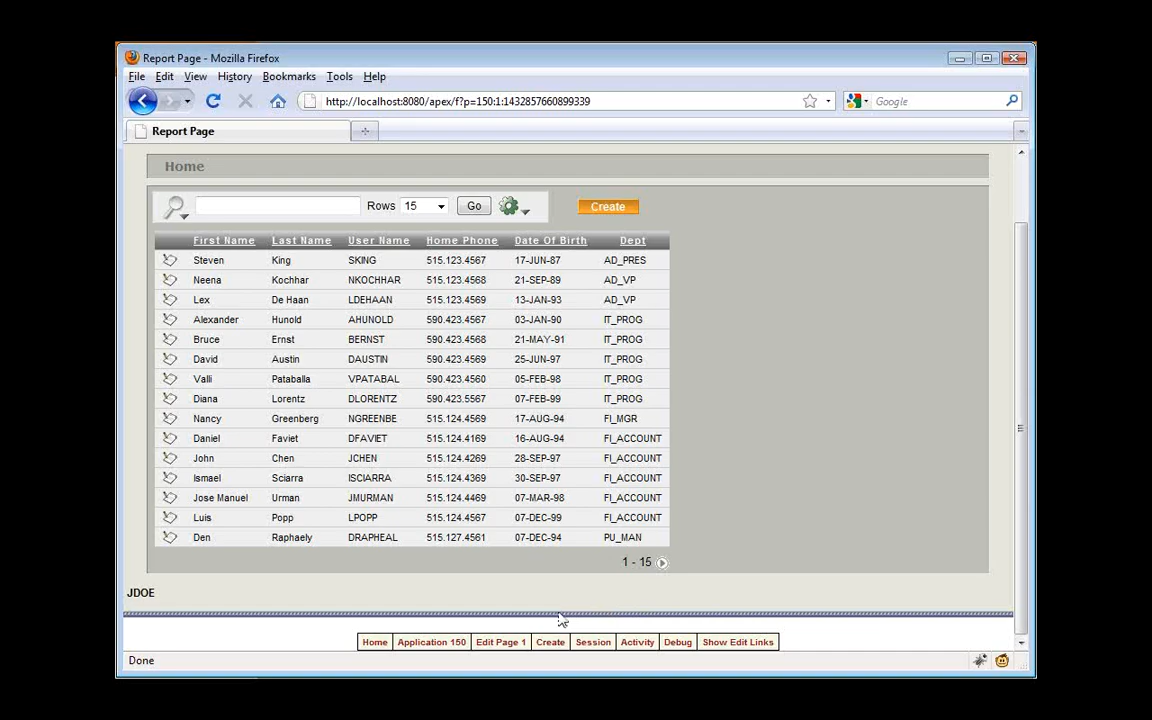 Report Page - Mozilla Firefox
File Edit View History Bookmarks Tools Help
http://localhost:8080/apex/f?p=150:1:1432857660899339
Google
Report Page
Home
Rows 15 Go Create
First Name Last Name User Name Home Phone Date Of Birth Dept
Steven King SKING 515.123.4567 17-JUN-87 AD_PRES
Neena Kochhar NKOCHHAR 515.123.4568 21-SEP-89 AD_VP
Lex De Haan LDEHAAN 515.123.4569 13-JAN-93 AD_VP
Alexander Hunold AHUNOLD 590.423.4567 03-JAN-90 IT_PROG
Bruce Ernst BERNST 590.423.4568 21-MAY-91 IT_PROG
David Austin DAUSTIN 590.423.4569 25-JUN-97 IT_PROG
Valli Pataballa VPATABAL 590.423.4560 05-FEB-98 IT_PROG
Diana Lorentz DLORENTZ 590.423.5567 07-FEB-99 IT_PROG
Nancy Greenberg NGREENBE 515.124.4569 17-AUG-94 FI_MGR
Daniel Faviet DFAVIET 515.124.4169 16-AUG-94 FI_ACCOUNT
John Chen JCHEN 515.124.4269 28-SEP-97 FI_ACCOUNT
Ismael Sciarra ISCIARRA 515.124.4369 30-SEP-97 FI_ACCOUNT
Jose Manuel Urman JMURMAN 515.124.4469 07-MAR-98 FI_ACCOUNT
Luis Popp LPOPP 515.124.4567 07-DEC-99 FI_ACCOUNT
Den Raphaely DRAPHEAL 515.127.4561 07-DEC-94 PU_MAN
1 - 15
JDOE
Home Application 150 Edit Page 1 Create Session Activity Debug Show Edit Links
Done